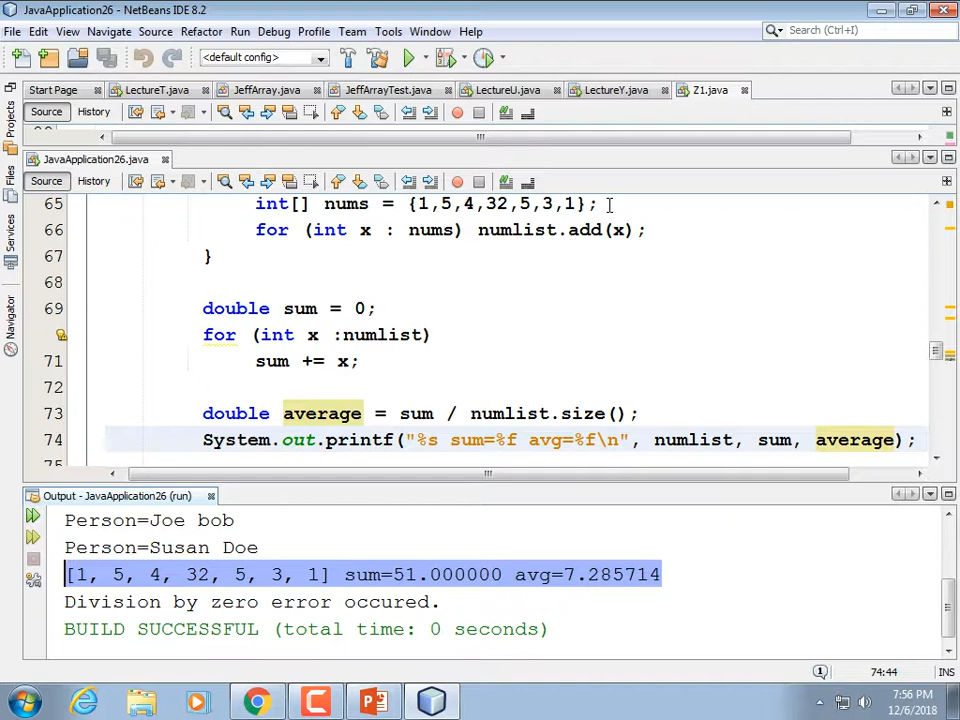 JavaApplication26 - NetBeans IDE 8.2
File Edit View Navigate Source Refactor Run Debug Profile Team Tools Window Help
Search (Ctrl+I)
<default config>
Start Page LectureT.java JeffArray.java JeffArrayTest.java LectureU.java LectureY.java Z1.java
Source History
JavaApplication26.java
Source History
65 int[] nums = {1,5,4,32,5,3,1};
66 for (int x : nums) numlist.add(x);
67 }
68
69 double sum = 0;
for (int x :numlist)
71 sum += x;
72
73 double average = sum / numlist.size();
74 System.out.printf("%s sum=%f avg=%f\n", numlist, sum, average);
75
Projects
Files
Services
Navigator
Output - JavaApplication26 (run)
Person=Joe bob
Person=Susan Doe
[1, 5, 4, 32, 5, 3, 1] sum=51.000000 avg=7.285714
Division by zero error occured.
BUILD SUCCESSFUL (total time: 0 seconds)
1 74:44 INS
7:56 PM
12/6/2018